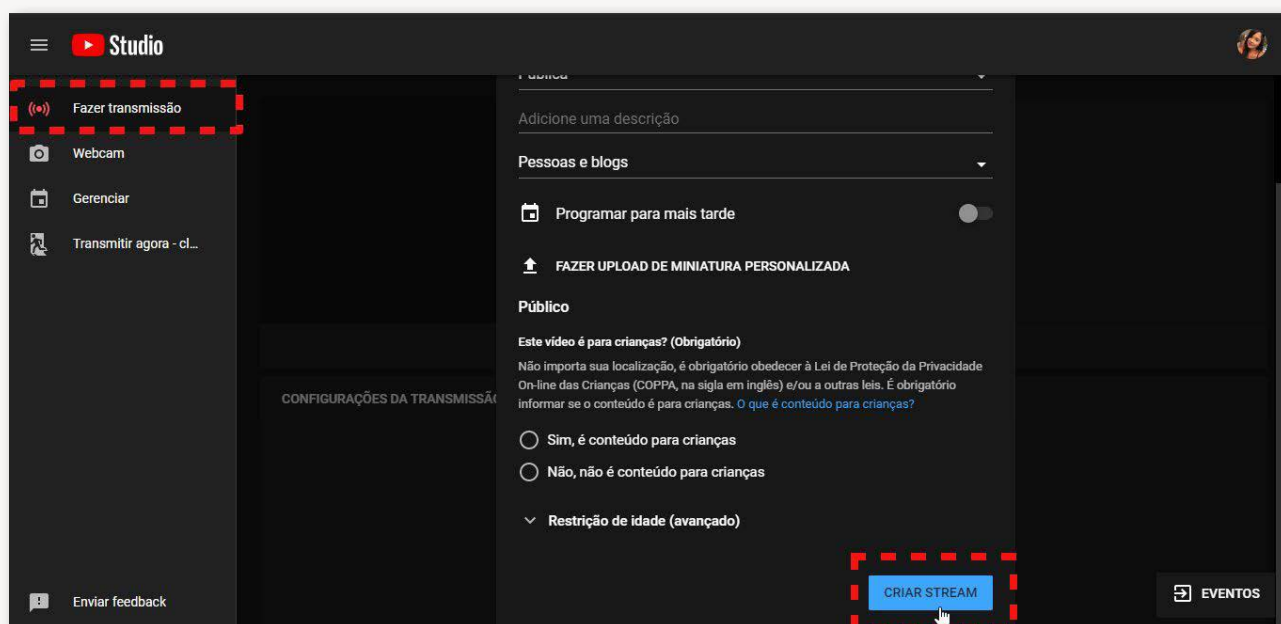 Studio
Fazer transmissão
Webcam
Gerenciar
Transmitir agora - cl...
Enviar feedback
CONFIGURAÇÕES DA TRANSMISSÃO
Pública
Adicione uma descrição
Pessoas e blogs
Programar para mais tarde
FAZER UPLOAD DE MINIATURA PERSONALIZADA
Público
Este vídeo é para crianças? (Obrigatório)
Não importa sua localização, é obrigatório obedecer à Lei de Proteção da Privacidade
On-line das Crianças (COPPA, na sigla em inglês) e/ou a outras leis. É obrigatório
informar se o conteúdo é para crianças. O que é conteúdo para crianças?
Sim, é conteúdo para crianças
Não, não é conteúdo para crianças
Restrição de idade (avançado)
CRIAR STREAM
EVENTOS